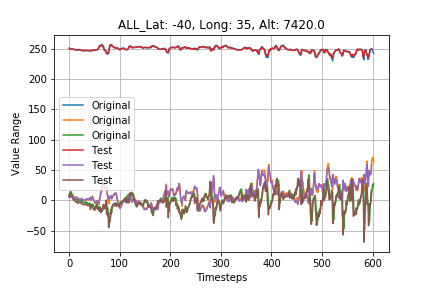 ALL_Lat: -40, Long: 35, Alt: 7420.0
250
200
150
100
50
0
−50
Value Range
Original
Original
Original
Test
Test
Test
0 100 200 300 400 500 600
Timesteps